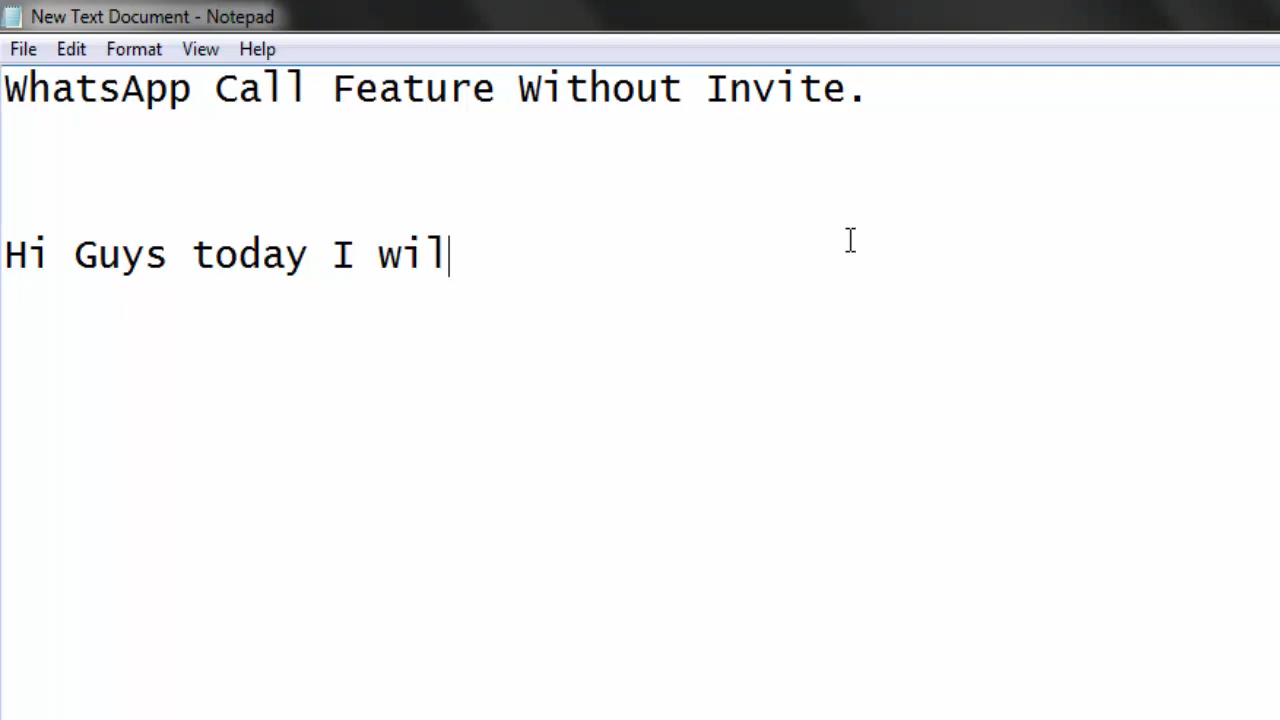 New Text Document - Notepad
File Edit Format View Help
WhatsApp Call Feature Without Invite.
Hi Guys today I wil